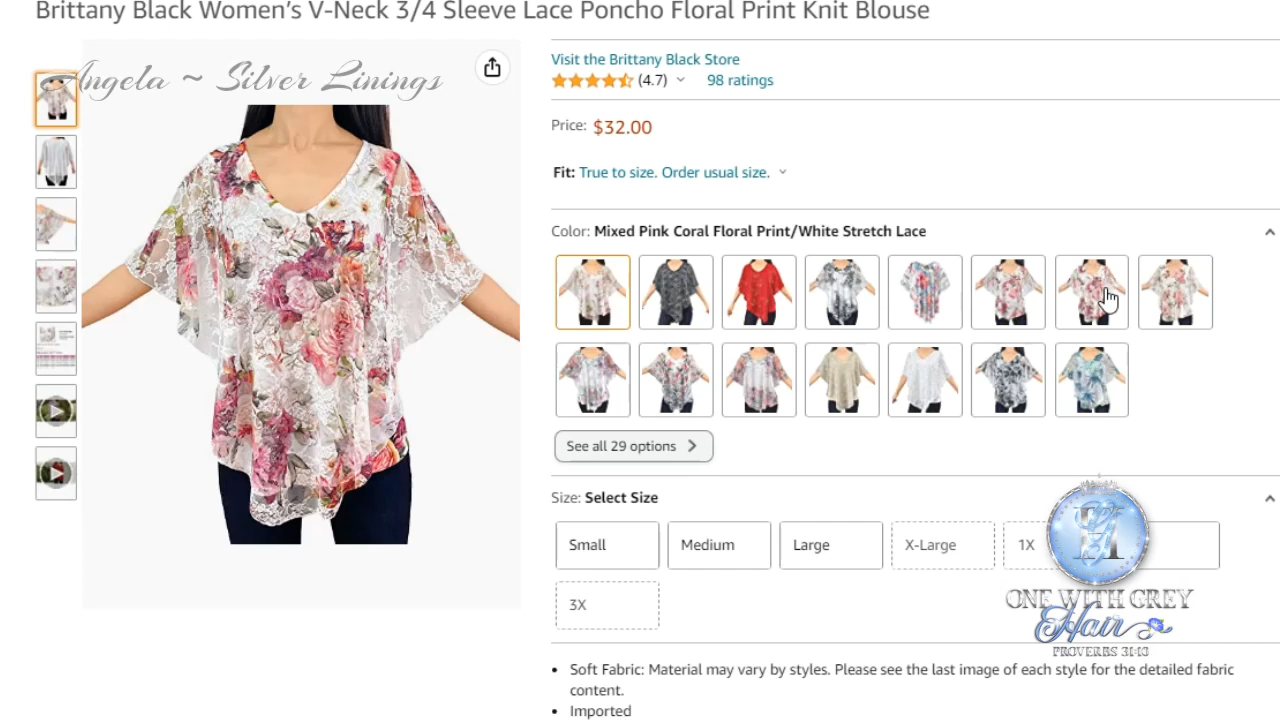 Brittany Black Women's V-Neck 3/4 Sleeve Lace Poncho Floral Print Knit Blouse
Angela ~ Silver Linings
Visit the Brittany Black Store
(4.7) 98 ratings
Price: $32.00
Fit: True to size. Order usual size.
Color: Mixed Pink Coral Floral Print/White Stretch Lace
See all 29 options
Size: Select Size
Small Medium Large X-Large 1X
3X
ONE WITH GREY
Hair
PROVERBS 31:10
• Soft Fabric: Material may vary by styles. Please see the last image of each style for the detailed fabric
content.
• Imported